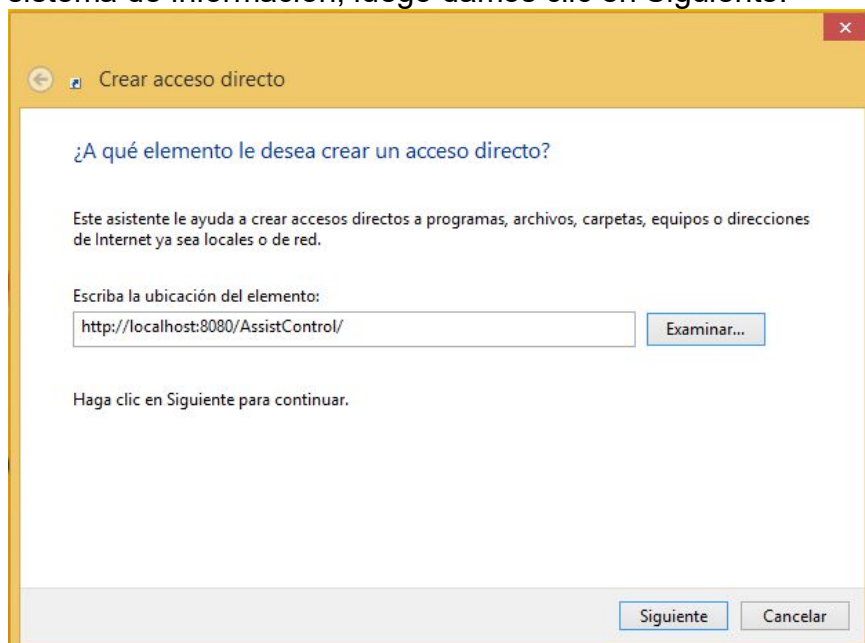 sistema de información, luego damos clic en Siguiente.
Crear acceso directo
¿A qué elemento le desea crear un acceso directo?
Este asistente le ayuda a crear accesos directos a programas, archivos, carpetas, equipos o direcciones
de Internet ya sea locales o de red.
Escriba la ubicación del elemento:
http://localhost:8080/AssistControl/
Examinar...
Haga clic en Siguiente para continuar.
Siguiente Cancelar